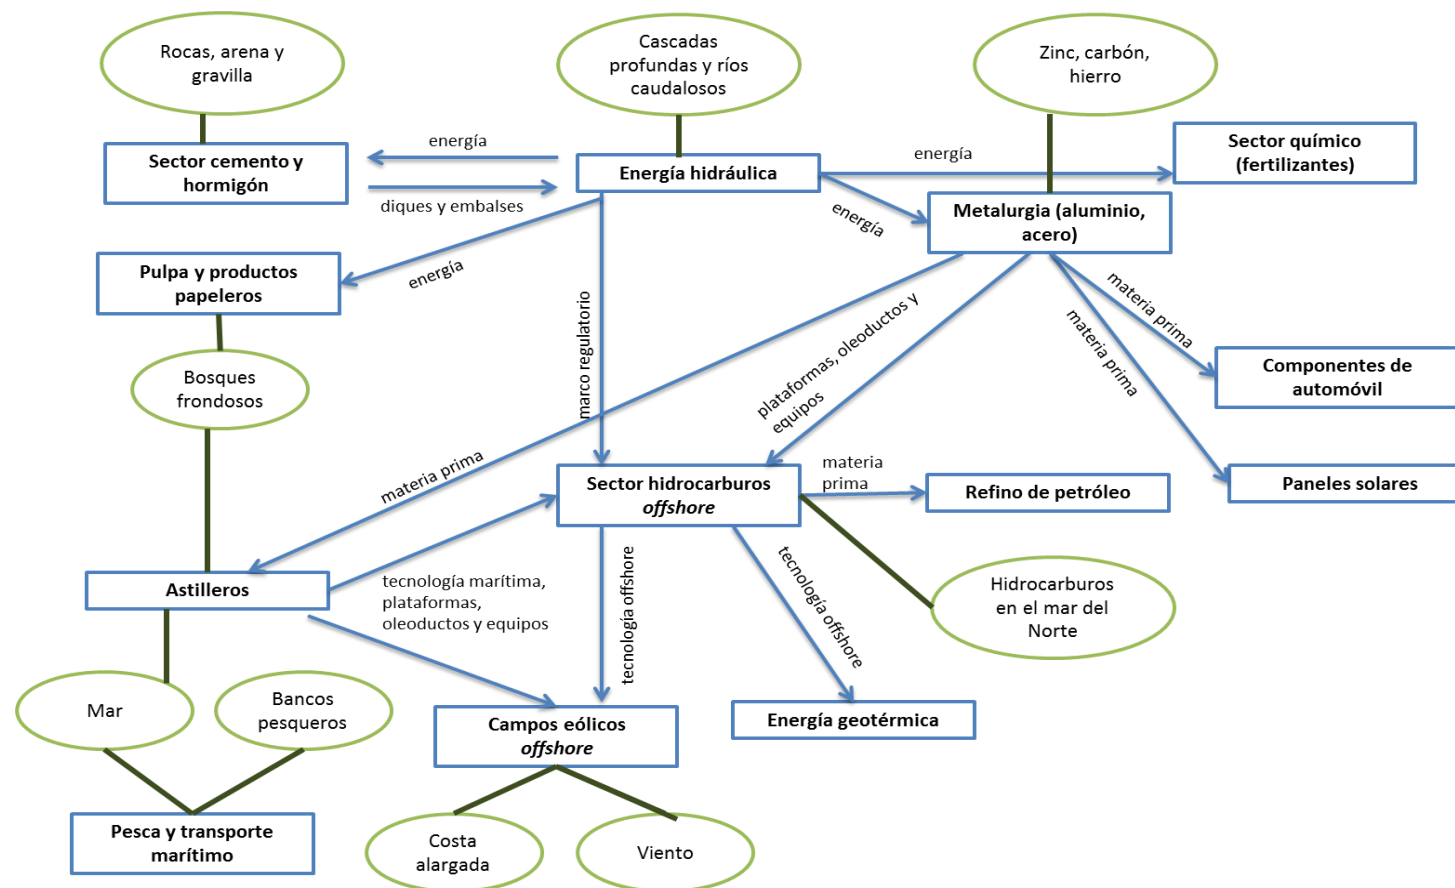 Rocas, arena y
gravilla
Cascadas
profundas y ríos
caudalosos
Zinc, carbón,
hierro
Sector cemento y
hormigón
energía
diques y embalses
Energía hidráulica
energía
Sector químico
(fertilizantes)
energía
Metalurgia (aluminio,
acero)
Pulpa y productos
papeleros
energía
marco regulatorio
plataformas, oleoductos y
equipos
materia prima
materia prima
Bosques
frondosos
Componentes de
automóvil
materia prima
Sector hidrocarburos
offshore
materia
prima
Refino de petróleo
Paneles solares
Astilleros
tecnología marítima,
plataformas,
oleoductos y equipos
tecnología offshore
tecnología offshore
Hidrocarburos
en el mar del
Norte
Mar
Bancos
pesqueros
Campos eólicos
offshore
Energía geotérmica
Pesca y transporte
marítimo
Costa
alargada
Viento